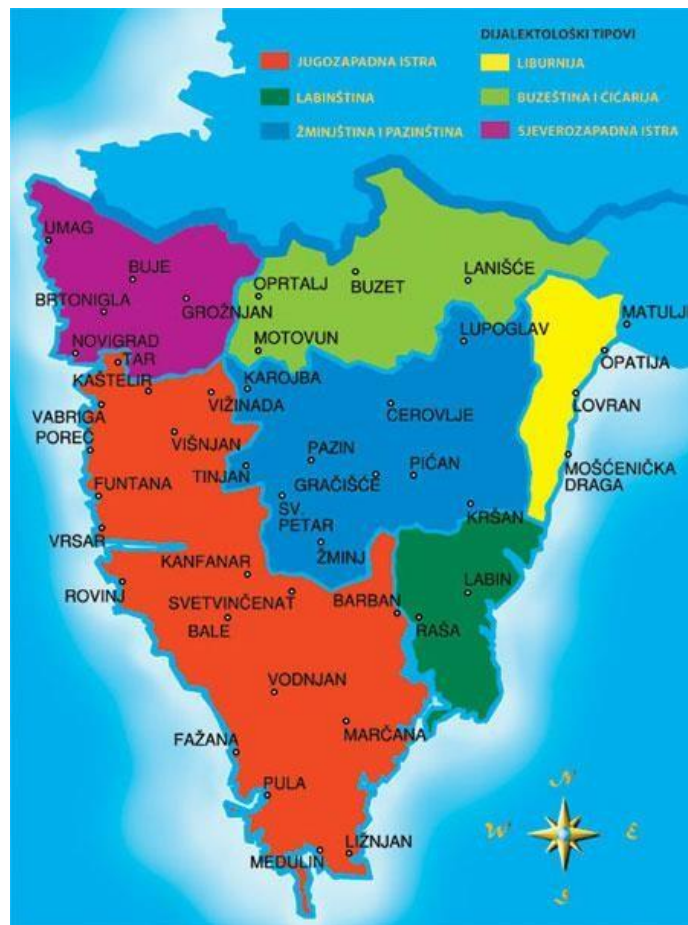 DIJALEKTOLOŠKI TIPOVI
JUGOZAPADNA ISTRA
LIBURNIJA
LABINŠTINA
BUZEŠTINA I ĆIĆARIJA
ŽMINJŠTINA I PAZINŠTINA
SJEVEROZAPADNA ISTRA
UMAG
BUJE
OPRTALJ
BUZET
LANIŠĆE
BRTONIGLA
GROŽNJAN
MATULJI
NOVIGRAD
MOTOVUN
LUPOGLAV
TAR
OPATIJA
KAŠTELIR
KAROJBA
VIŽINADA
ČEROVLJE
LOVRAN
VABRIGA
POREČ
VIŠNJAN
PAZIN
PIĆAN
TINJAN
GRAČIŠĆE
MOŠĆENIČKA
DRAGA
FUNTANA
SV.
PETAR
KRŠAN
VRSAR
ŽMINJ
KANFANAR
ROVINJ
LABIN
SVETVINČENAT
BARBAN
BALE
RAŠA
VODNJAN
MARČANA
FAŽANA
PULA
LIŽNJAN
MEDULIN
N
W
E
S